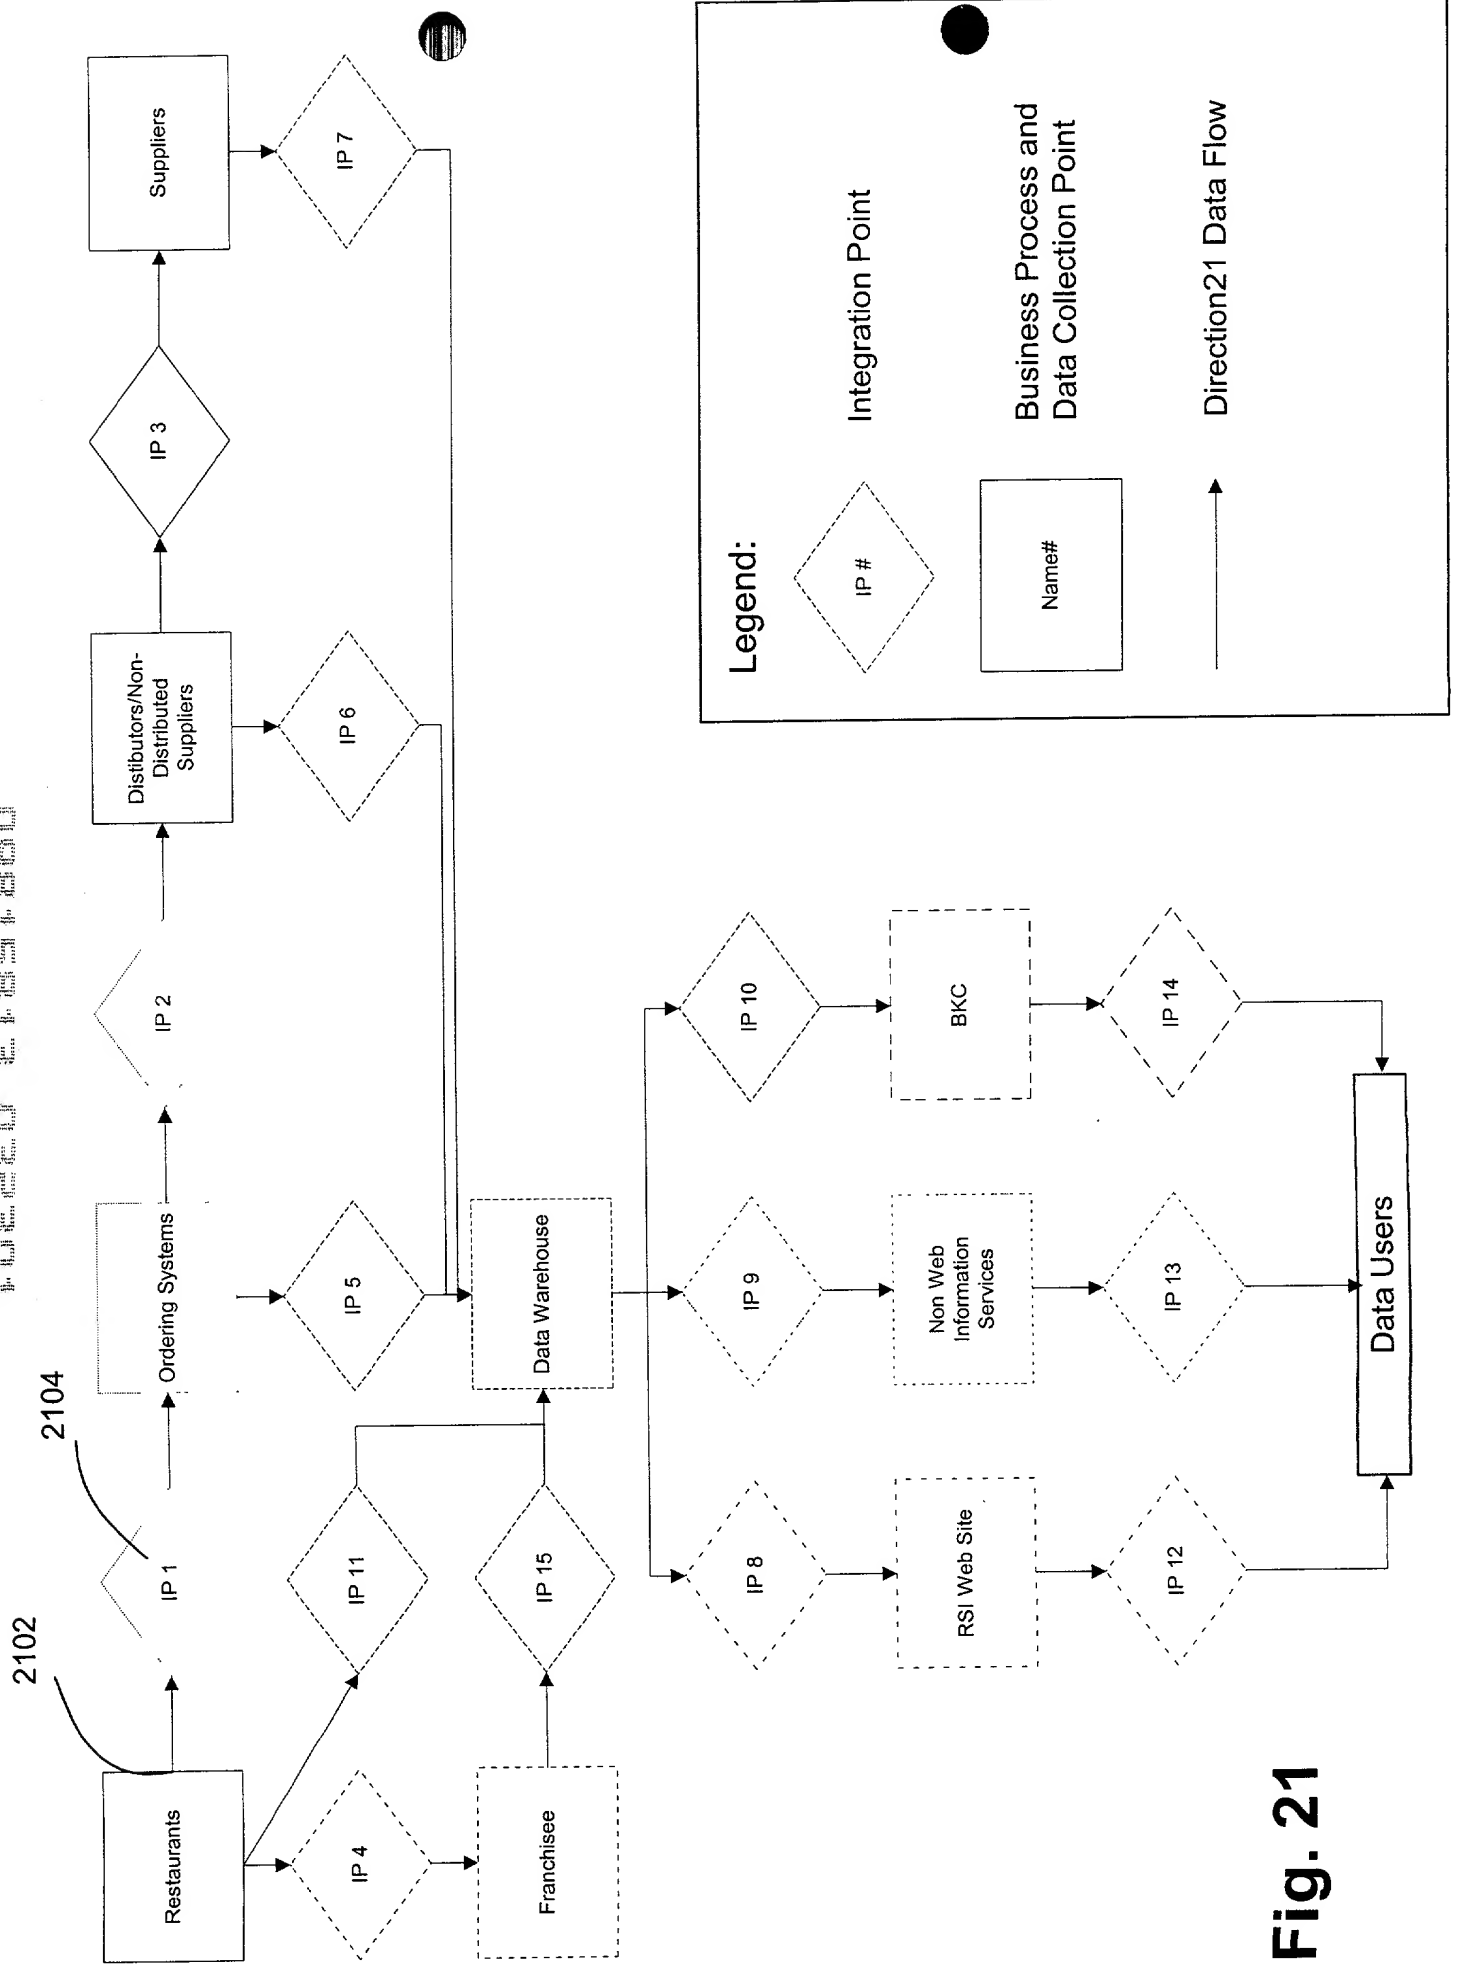 2102
2104
Restaurants
IP 1
Ordering Systems
IP 2
Distibutors/Non-
Distributed
Suppliers
IP 3
Suppliers
IP 4
IP 11
IP 5
IP 6
IP 7
Franchisee
IP 15
Data Warehouse
IP 8
IP 9
IP 10
RSI Web Site
Non Web
Information
Services
BKC
IP 12
IP 13
IP 14
Data Users
Legend:
IP #
Integration Point
Name#
Business Process and
Data Collection Point
Direction21 Data Flow
Fig. 21